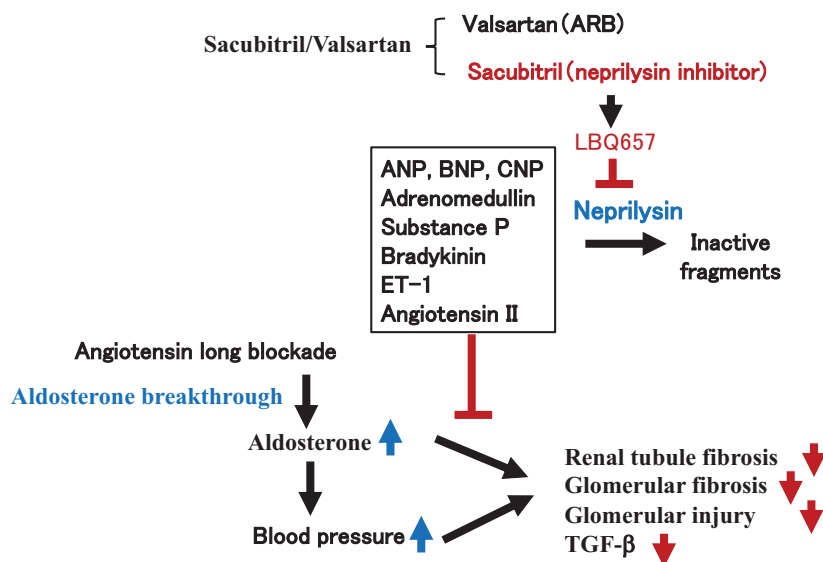 Valsartan (ARB)
Sacubitril/Valsartan
Sacubitril (neprilysin inhibitor)
LBQ657
ANP, BNP, CNP
Adrenomedullin
Substance P
Bradykinin
ET-1
Angiotensin II
Neprilysin
Inactive
fragments
Angiotensin long blockade
Aldosterone breakthrough
Aldosterone
Blood pressure
Renal tubule fibrosis
Glomerular fibrosis
Glomerular injury
TGF-β